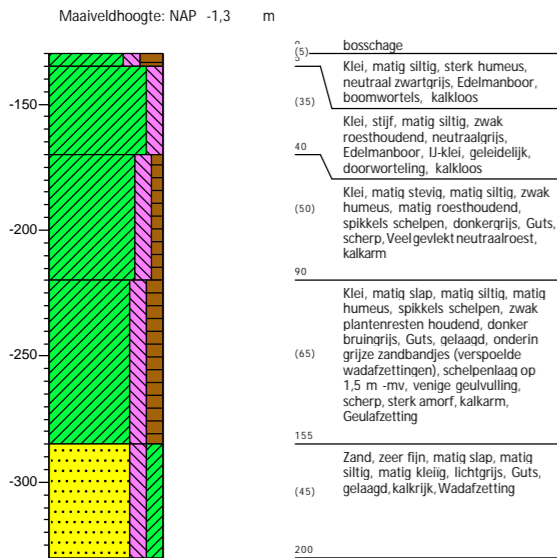 Maaiveldhoogte: NAP -1,3 m
bosschage
(5)
5
Klei, matig siltig, sterk humeus,
neutraal zwartgrijs, Edelmanboor,
boomwortels, kalkloos
(35)
Klei, stijf, matig siltig, zwak
roesthoudend, neutraalgrijs,
Edelmanboor, IJ-klei, geleidelijk,
doorworteling, kalkloos
40
Klei, matig stevig, matig siltig, zwak
humeus, matig roesthoudend,
spikkels schelpen, donkergrijs, Guts,
scherp, Veel gevlekt neutraalroest,
kalkarm
(50)
90
Klei, matig slap, matig siltig, matig
humeus, spikkels schelpen, zwak
plantenresten houdend, donker
bruingrijs, Guts, gelaagd, onderin
grijze zandbandjes (verspoelde
wadafzettingen), schelpenlaag op
1,5 m -mv, venige geulvulling,
scherp, sterk amorf, kalkarm,
Geulafzetting
(65)
155
Zand, zeer fijn, matig slap, matig
siltig, matig kleiïg, lichtgrijs, Guts,
gelaagd, kalkrijk, Wadafzetting
(45)
200
-150
-200
-250
-300